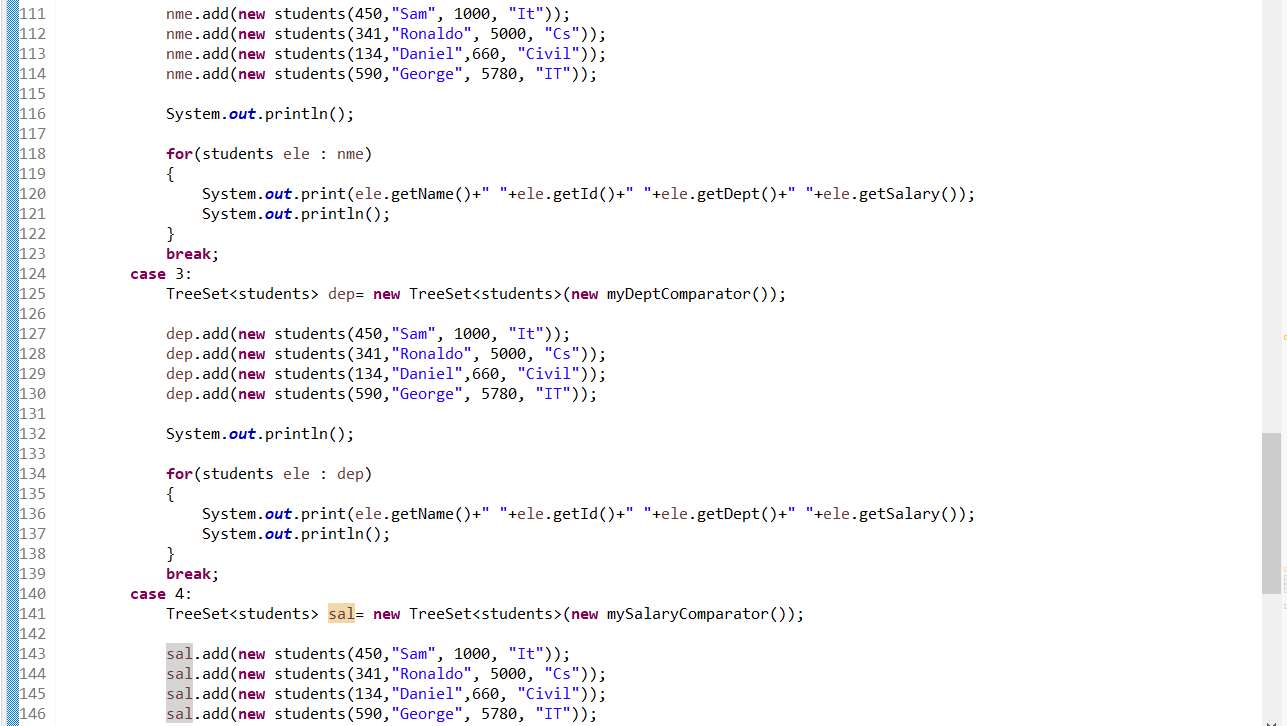 111 nme.add(new students(450,"Sam", 1000, "It"));
112 nme.add(new students(341,"Ronaldo", 5000, "Cs"));
113 nme.add(new students(134,"Daniel",660, "Civil"));
114 nme.add(new students(590,"George", 5780, "IT"));
115
116 System.out.println();
117
118 for(students ele : nme)
119 {
120 System.out.print(ele.getName()+" "+ele.getId()+" "+ele.getDept()+" "+ele.getSalary());
121 System.out.println();
122 }
123 break;
124 case 3:
125 TreeSet<students> dep= new TreeSet<students>(new myDeptComparator());
126
127 dep.add(new students(450,"Sam", 1000, "It"));
128 dep.add(new students(341,"Ronaldo", 5000, "Cs"));
129 dep.add(new students(134,"Daniel",660, "Civil"));
130 dep.add(new students(590,"George", 5780, "IT"));
131
132 System.out.println();
133
134 for(students ele : dep)
135 {
136 System.out.print(ele.getName()+" "+ele.getId()+" "+ele.getDept()+" "+ele.getSalary());
137 System.out.println();
138 }
139 break;
140 case 4:
141 TreeSet<students> sal= new TreeSet<students>(new mySalaryComparator());
142
143 sal.add(new students(450,"Sam", 1000, "It"));
144 sal.add(new students(341,"Ronaldo", 5000, "Cs"));
145 sal.add(new students(134,"Daniel",660, "Civil"));
146 sal.add(new students(590,"George", 5780, "IT"));